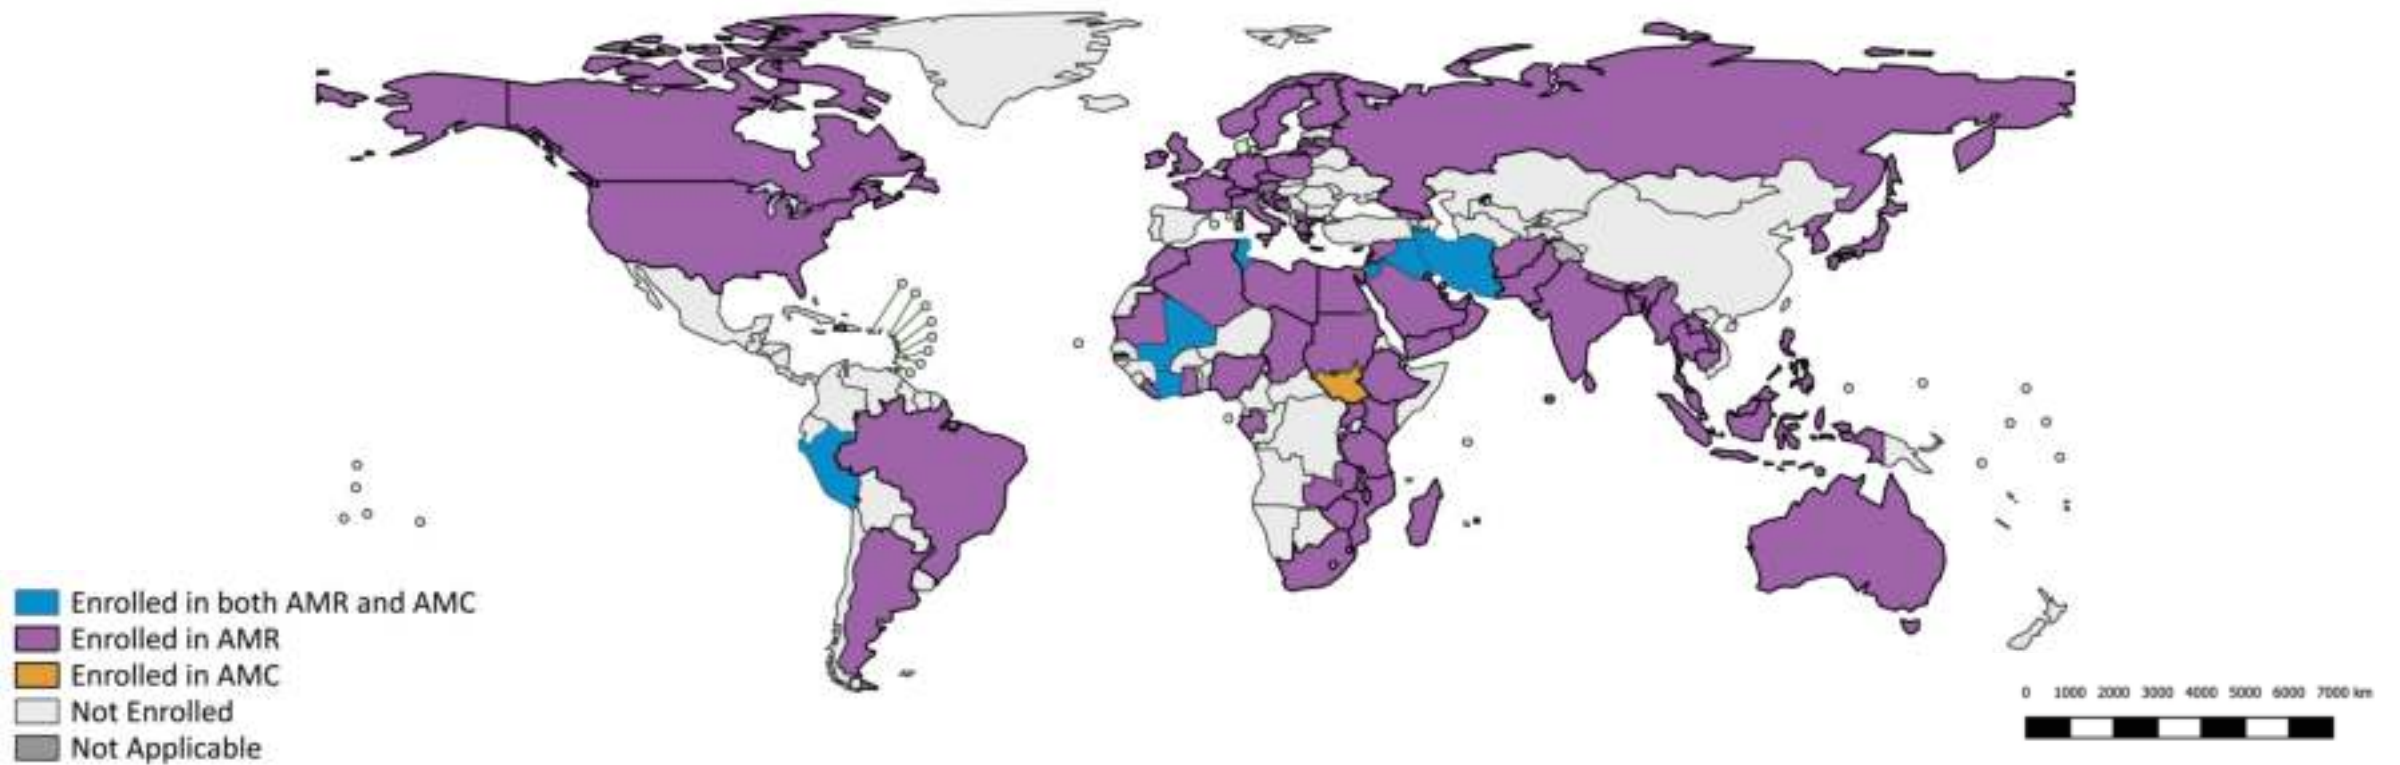 Enrolled in both AMR and AMC
Enrolled in AMR
Enrolled in AMC
Not Enrolled
Not Applicable
0 1000 2000 3000 4000 5000 6000 7000 km